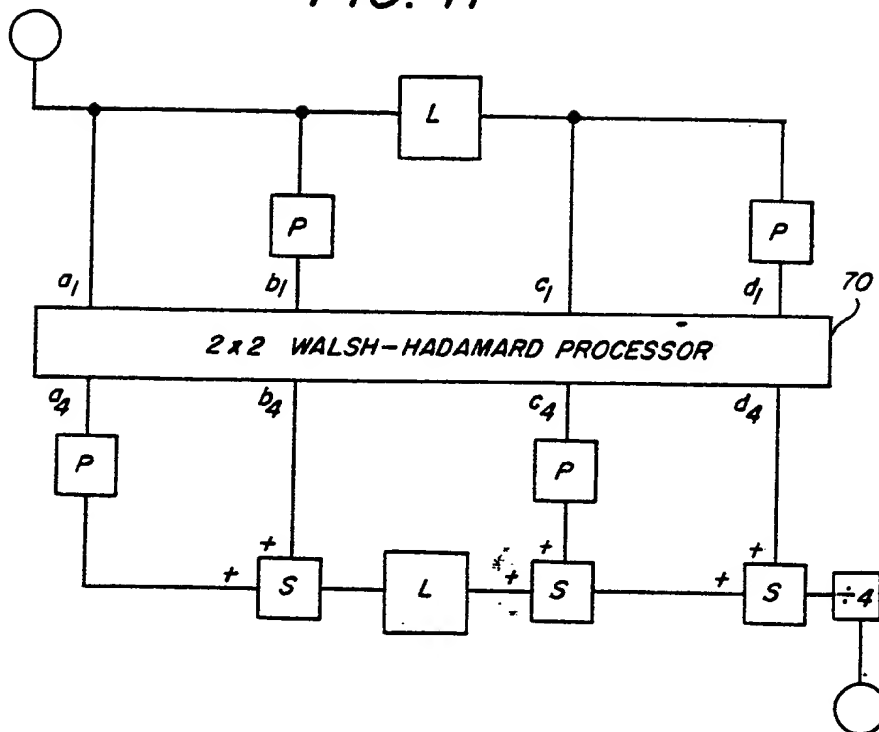 L
P P
a1 b1 c1 d1 70
2x2 WALSH-HADAMARD PROCESSOR
a4 b4 c4 d4
P P
+ + + +
+ S L + S + S ÷4